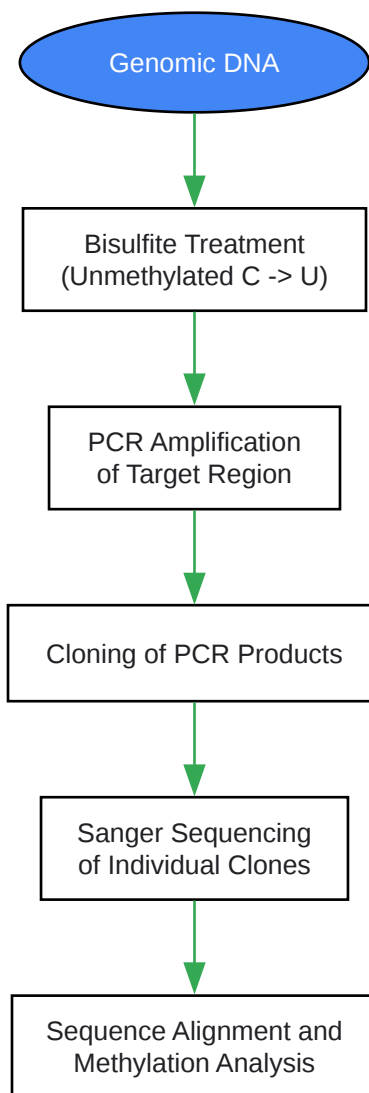 Genomic DNA
Bisulfite Treatment
(Unmethylated C -> U)
PCR Amplification
of Target Region
Cloning of PCR Products
Sanger Sequencing
of Individual Clones
Sequence Alignment and
Methylation Analysis